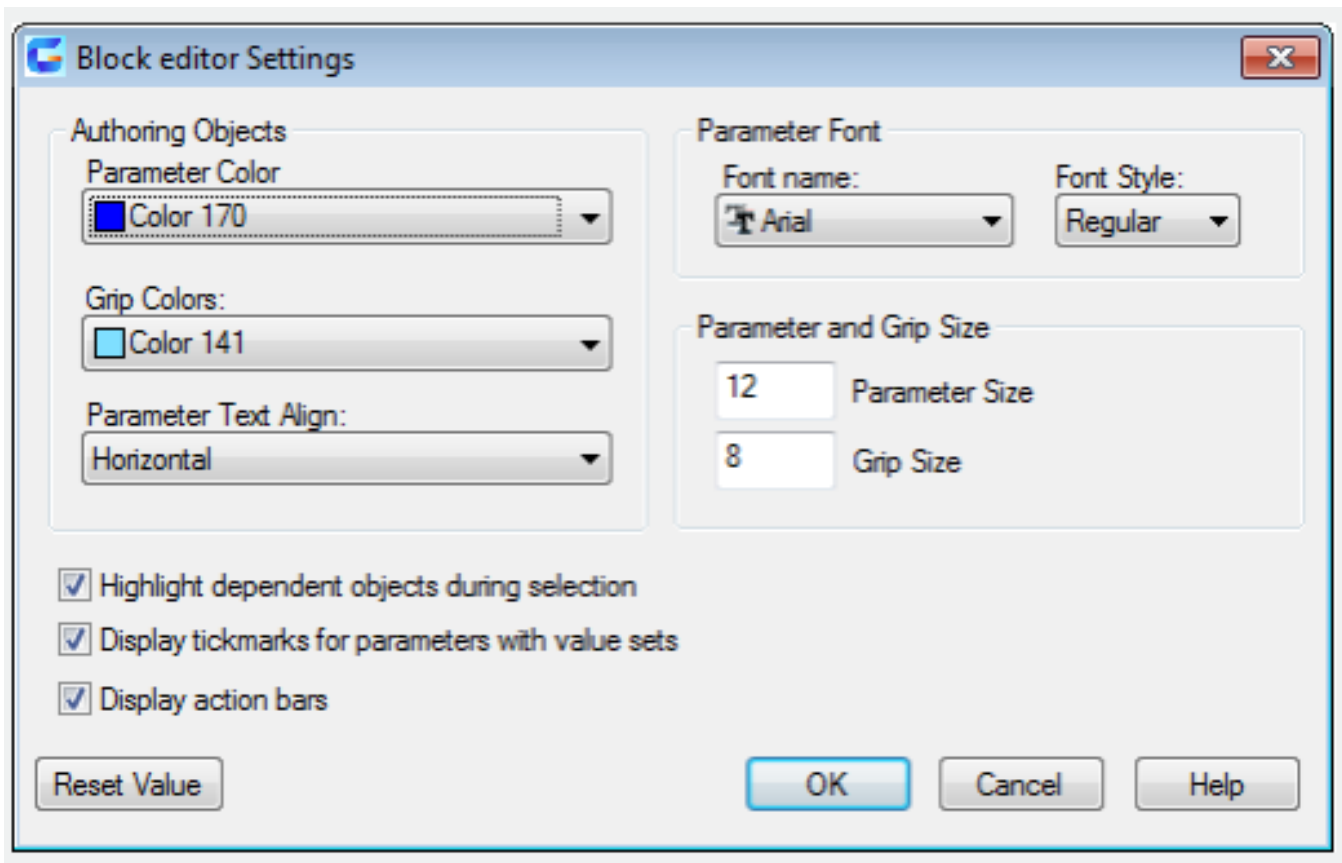 Block editor Settings
Authoring Objects
Parameter Color
Color 170
Grip Colors:
Color 141
Parameter Text Align:
Horizontal
Parameter Font
Font name:
Font Style:
Arial
Regular
Parameter and Grip Size
12
Parameter Size
8
Grip Size
Highlight dependent objects during selection
Display tickmarks for parameters with value sets
Display action bars
Reset Value
OK
Cancel
Help